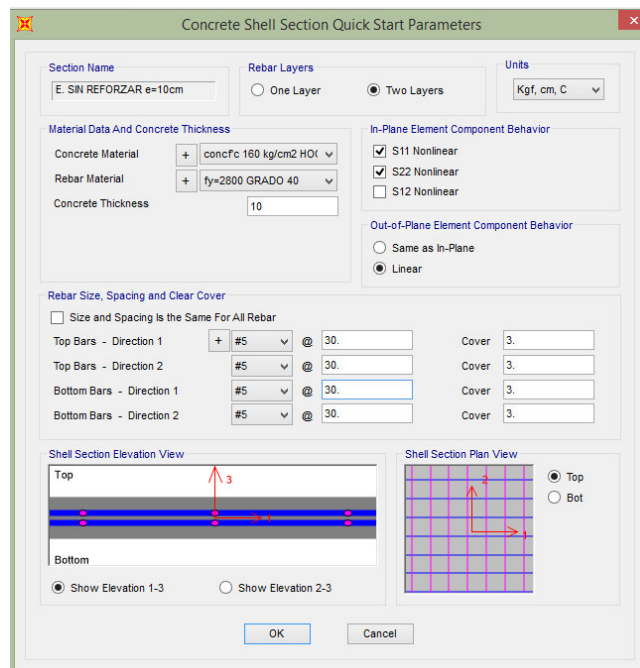 Concrete Shell Section Quick Start Parameters
x
Section Name
E. SIN REFORZAR e=10cm
Rebar Layers
One Layer
Two Layers
Units
Kgf, cm, C
Material Data And Concrete Thickness
Concrete Material + concf'c 160 kg/cm2 HO
Rebar Material + fy=2800 GRADO 40
Concrete Thickness 10
In-Plane Element Component Behavior
S11 Nonlinear
S22 Nonlinear
S12 Nonlinear
Out-of-Plane Element Component Behavior
Same as In-Plane
Linear
Rebar Size, Spacing and Clear Cover
Size and Spacing Is the Same For All Rebar
Top Bars - Direction 1 + #5 @ 30. Cover 3.
Top Bars - Direction 2 #5 @ 30. Cover 3.
Bottom Bars - Direction 1 #5 @ 30. Cover 3.
Bottom Bars - Direction 2 #5 @ 30. Cover 3.
Shell Section Elevation View
Top
3
1
Bottom
Show Elevation 1-3
Show Elevation 2-3
Shell Section Plan View
2
1
Top
Bot
OK
Cancel